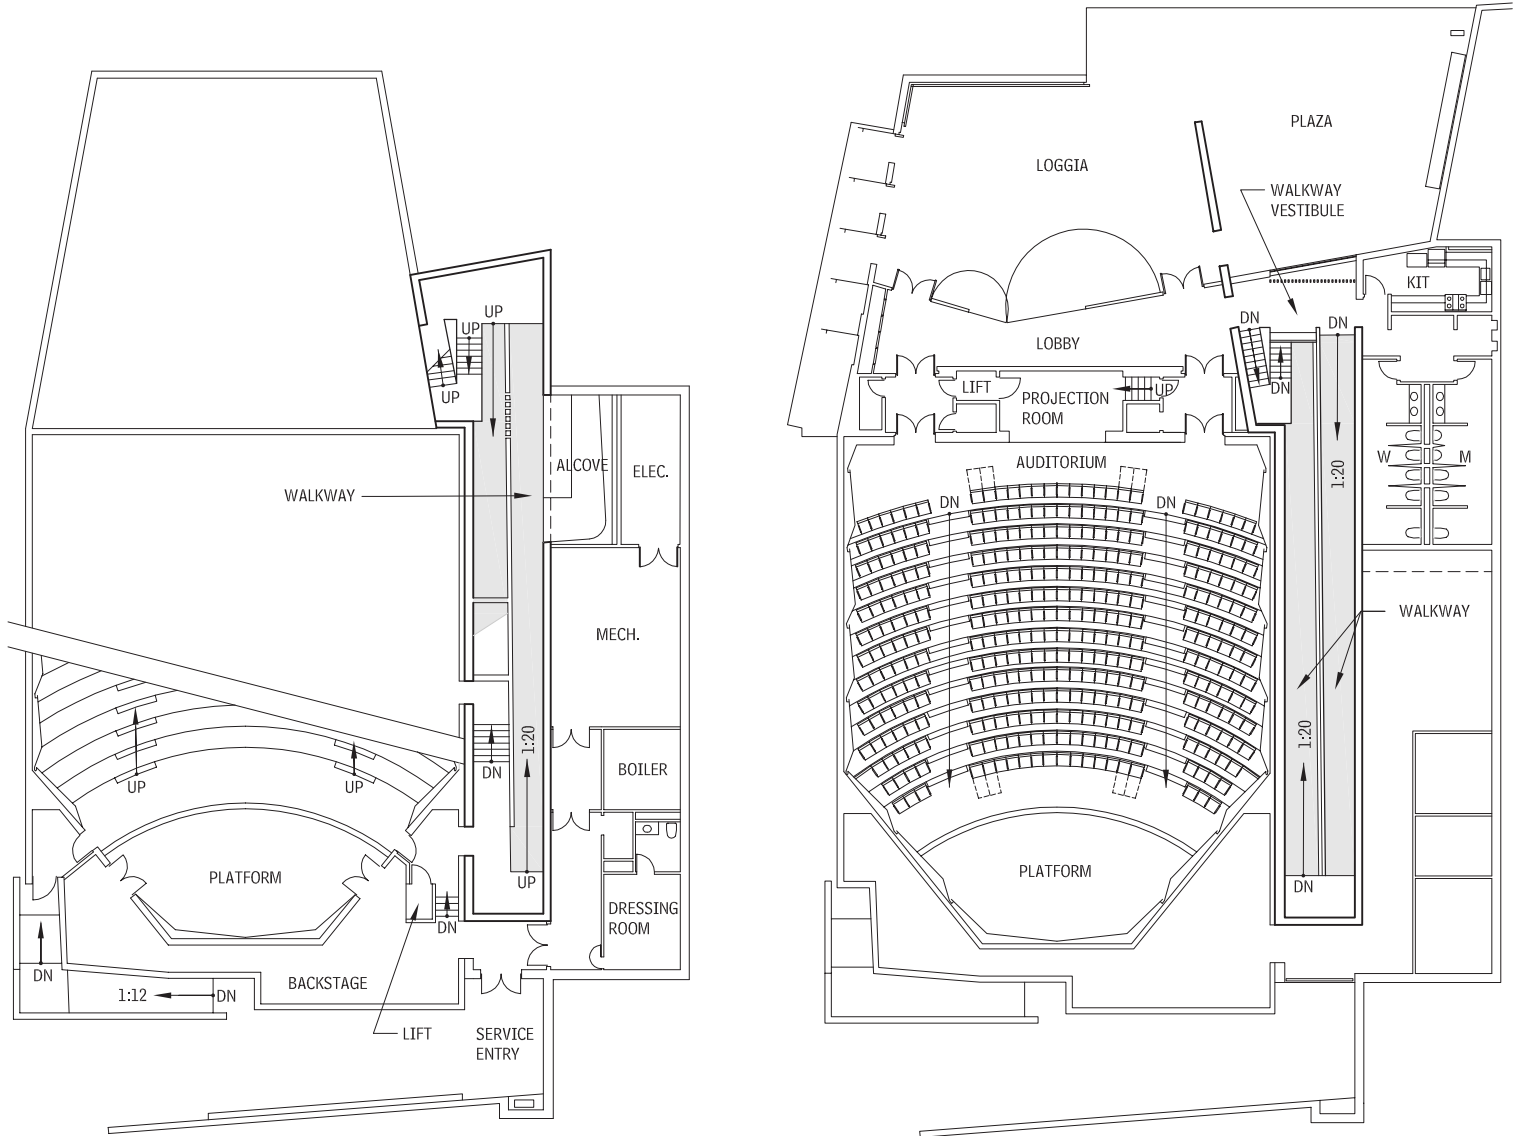 UP
UP
UP
WALKWAY
ALCOVE
ELEC.
MECH.
1:20
DN
BOILER
UP
UP
PLATFORM
UP
DRESSING
ROOM
DN
DN
BACKSTAGE
1:12
DN
LIFT
SERVICE
ENTRY
PLAZA
LOGGIA
WALKWAY
VESTIBULE
KIT
DN
DN
LOBBY
LIFT
PROJECTION
ROOM
UP
DN
AUDITORIUM
W
M
1:20
DN
DN
WALKWAY
1:20
PLATFORM
DN